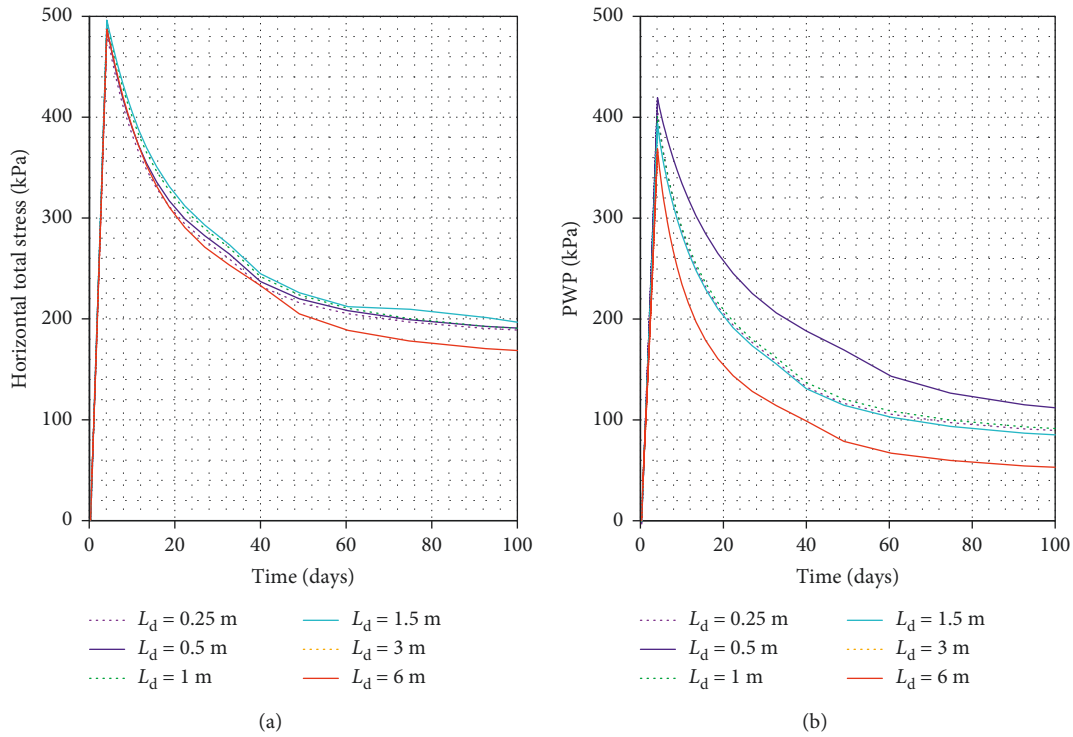 500
400
300
200
100
0
Horizontal total stress (kPa)
0 20 40 60 80 100
Time (days)
L_d = 0.25 m
L_d = 0.5 m
L_d = 1 m
L_d = 1.5 m
L_d = 3 m
L_d = 6 m
(a)
500
400
300
200
100
0
PWP (kPa)
0 20 40 60 80 100
Time (days)
L_d = 0.25 m
L_d = 0.5 m
L_d = 1 m
L_d = 1.5 m
L_d = 3 m
L_d = 6 m
(b)